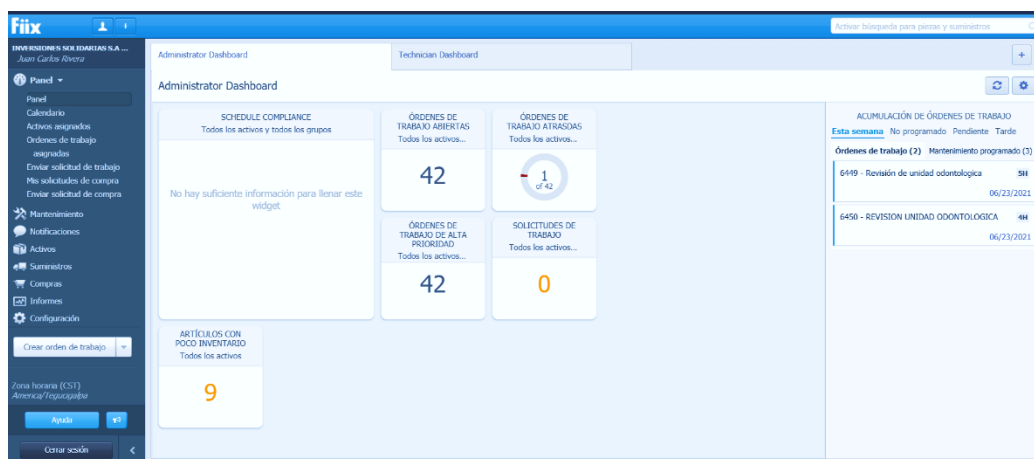 Fiix
Activar búsqueda para piezas y suministros
INVERSIONES SOLIDARIAS S.A ...
Juan Carlos Rivera
Panel
Panel
Calendario
Activos asignados
Ordenes de trabajo
asignadas
Enviar solicitud de trabajo
Mis solicitudes de compra
Enviar solicitud de compra
Mantenimiento
Notificaciones
Activos
Suministros
Compras
Informes
Configuración
Crear orden de trabajo
Zona horaria (CST)
America/Tegucigalpa
Ayuda
Cerrar sesión
Administrator Dashboard
Technician Dashboard
Administrator Dashboard
SCHEDULE COMPLIANCE
Todos los activos y todos los grupos
No hay suficiente información para llenar este
widget
ÓRDENES DE
TRABAJO ABIERTAS
Todos los activos...
42
ÓRDENES DE
TRABAJO ATRASDAS
Todos los activos...
1
of 42
ÓRDENES DE
TRABAJO DE ALTA
PRIORIDAD
Todos los activos...
42
SOLICITUDES DE
TRABAJO
Todos los activos...
0
ARTÍCULOS CON
POCO INVENTARIO
Todos los activos
9
ACUMULACIÓN DE ÓRDENES DE TRABAJO
Esta semana No programado Pendiente Tarde
Órdenes de trabajo (2) Mantenimiento programado (3)
6449 - Revisión de unidad odontologica 5H
06/23/2021
6450 - REVISION UNIDAD ODONTOLOGICA 4H
06/23/2021